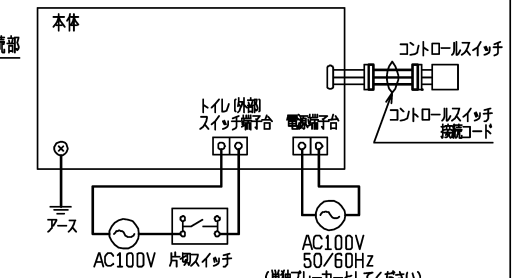 本体
続部
コントロールスイッチ
トイレ(外部)
スイッチ端子台
電源端子台
コントロールスイッチ
接続コード
アース
AC100V
片切スイッチ
AC100V
50/60Hz